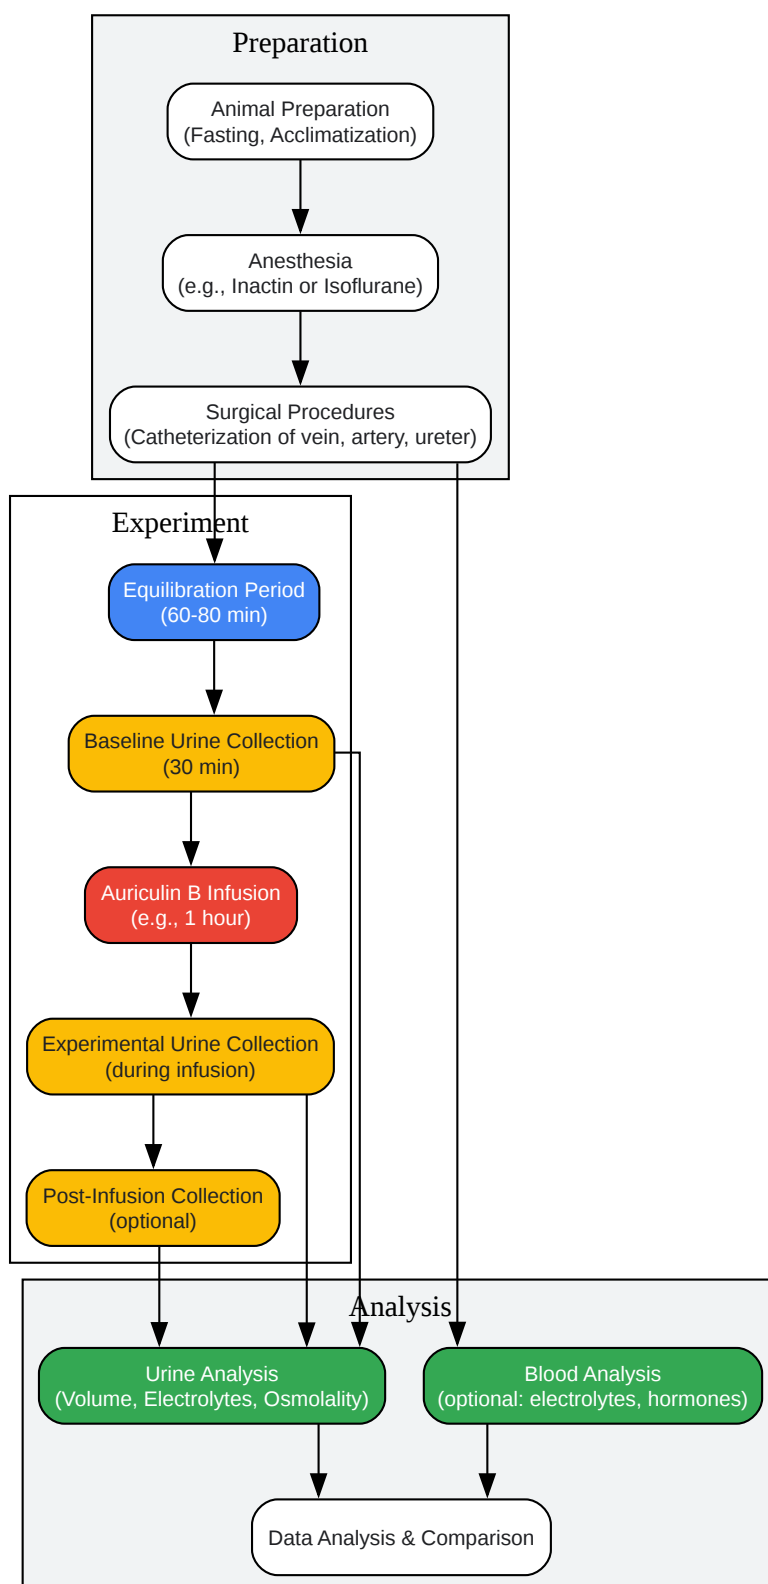 Preparation
Animal Preparation
(Fasting, Acclimatization)
Anesthesia
(e.g., Inactin or Isoflurane)
Surgical Procedures
(Catheterization of vein, artery, ureter)
Experiment
Equilibration Period
(60-80 min)
Baseline Urine Collection
(30 min)
Auriculin B Infusion
(e.g., 1 hour)
Experimental Urine Collection
(during infusion)
Post-Infusion Collection
(optional)
Analysis
Urine Analysis
(Volume, Electrolytes, Osmolality)
Blood Analysis
(optional: electrolytes, hormones)
Data Analysis & Comparison